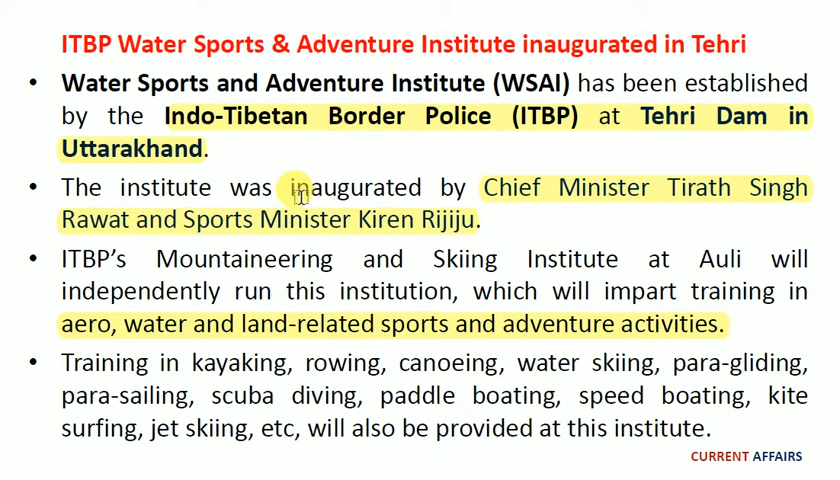 ITBP Water Sports & Adventure Institute inaugurated in Tehri
• Water Sports and Adventure Institute (WSAI) has been established
by the Indo-Tibetan Border Police (ITBP) at Tehri Dam in
Uttarakhand.
• The institute was inaugurated by Chief Minister Tirath Singh
Rawat and Sports Minister Kiren Rijiju.
• ITBP's Mountaineering and Skiing Institute at Auli will
independently run this institution, which will impart training in
aero, water and land-related sports and adventure activities.
• Training in kayaking, rowing, canoeing, water skiing, para-gliding,
para-sailing, scuba diving, paddle boating, speed boating, kite
surfing, jet skiing, etc, will also be provided at this institute.
CURRENT AFFAIRS